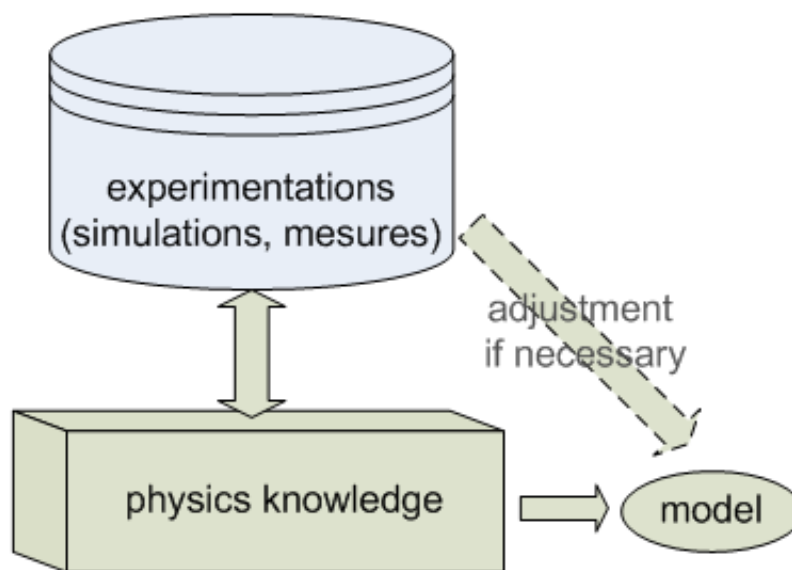 experimentations
(simulations, mesures)
adjustment
if necessary
physics knowledge
model